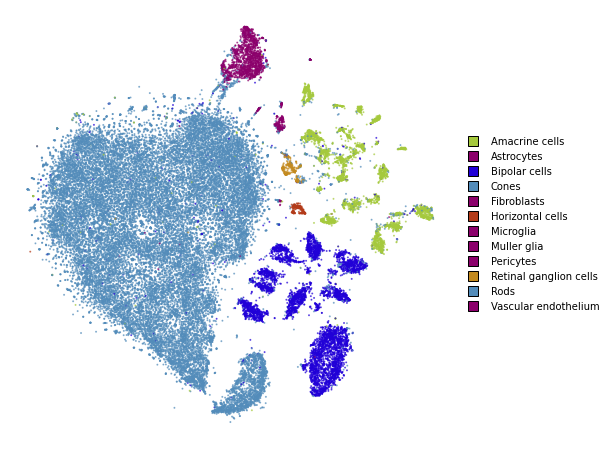 Amacrine cells
Astrocytes
Bipolar cells
Cones
Fibroblasts
Horizontal cells
Microglia
Muller glia
Pericytes
Retinal ganglion cells
Rods
Vascular endothelium